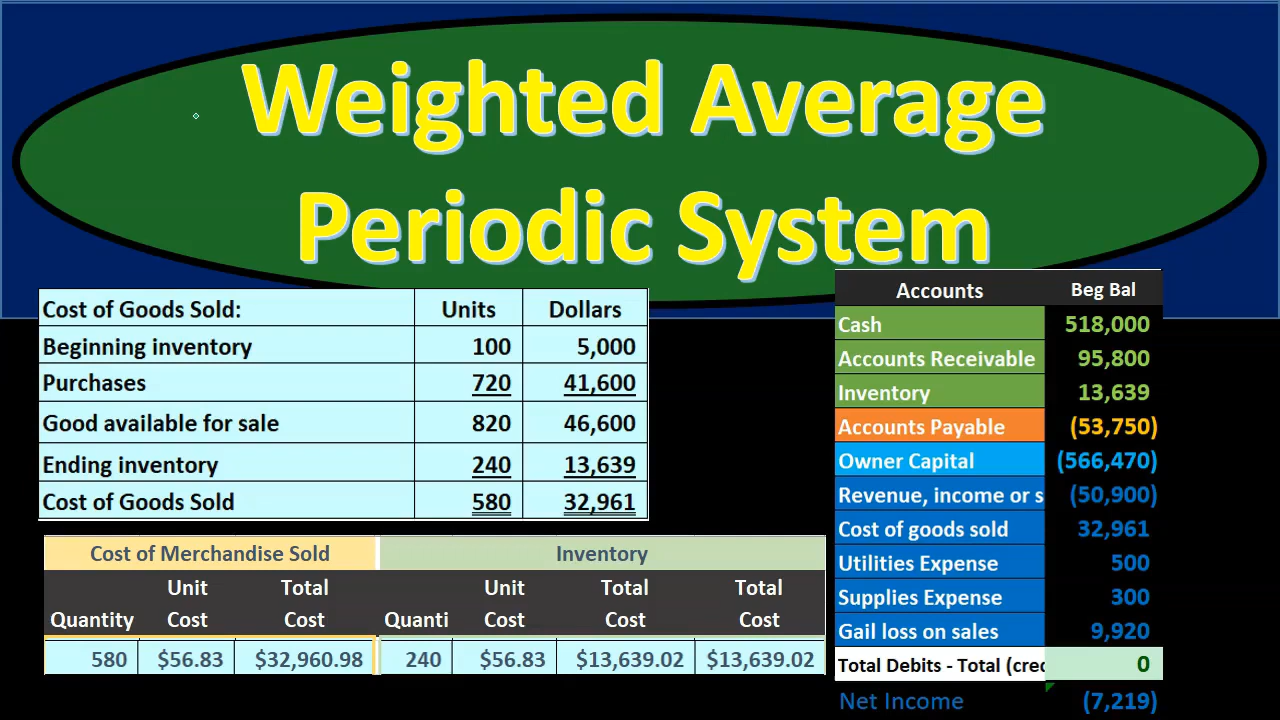 Weighted Average
Periodic System
Cost of Goods Sold: Units Dollars
Beginning inventory 100 5,000
Purchases 720 41,600
Good available for sale 820 46,600
Ending inventory 240 13,639
Cost of Goods Sold 580 32,961
Cost of Merchandise Sold Inventory
Unit Total Unit Total Total
Quantity Cost Cost Quanti Cost Cost Cost
580 $56.83 $32,960.98 240 $56.83 $13,639.02 $13,639.02
Accounts Beg Bal
Cash 518,000
Accounts Receivable 95,800
Inventory 13,639
Accounts Payable (53,750)
Owner Capital (566,470)
Revenue, income or s (50,900)
Cost of goods sold 32,961
Utilities Expense 500
Supplies Expense 300
Gail loss on sales 9,920
Total Debits - Total (cred 0
Net Income (7,219)